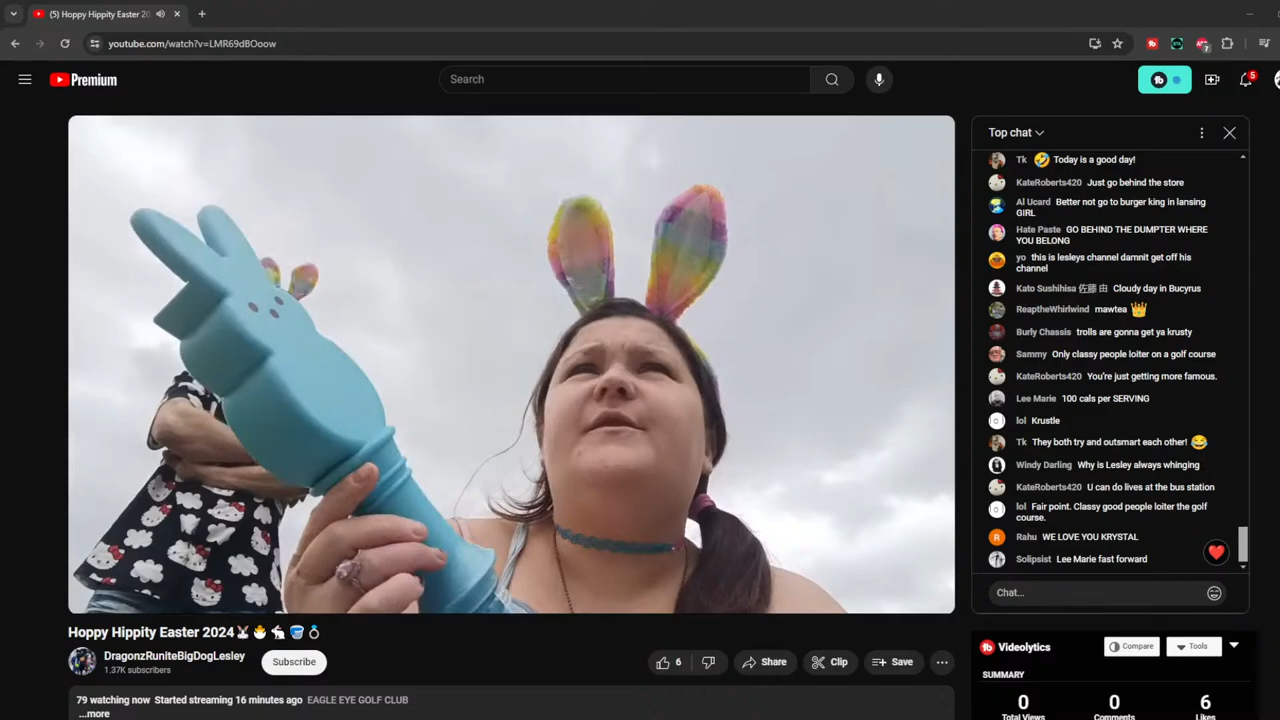 (5) Hoppy Hippity Easter 20
youtube.com/watch?v=LMR69dBOoow
7
Premium
Search
5
Top chat
Tk 🤣 Today is a good day!
KateRoberts420 Just go behind the store
Al Ucard Better not go to burger king in lansing
GIRL
Hate Paste GO BEHIND THE DUMPTER WHERE
YOU BELONG
yo this is lesleys channel damnit get off his
channel
Kato Sushihisa 佐藤 由 Cloudy day in Bucyrus
ReaptheWhirlwind mawtea 👑
Burly Chassis trolls are gonna get ya krusty
Sammy Only classy people loiter on a golf course
KateRoberts420 You're just getting more famous.
Lee Marie 100 cals per SERVING
lol Krustle
Tk They both try and outsmart each other! 😂
Windy Darling Why is Lesley always whinging
KateRoberts420 U can do lives at the bus station
lol Fair point. Classy good people loiter the golf
course.
R
Rahu WE LOVE YOU KRYSTAL
Solipsist Lee Marie fast forward
Chat...
Hoppy Hippity Easter 2024🐰🐣🐇🪣💍
DragonzRuniteBigDogLesley
1.37K subscribers
Subscribe
6
Share
Clip
Save
79 watching now Started streaming 16 minutes ago EAGLE EYE GOLF CLUB
...more
Videolytics
Compare
Tools
SUMMARY
0
0
6
Total Views
Comments
Likes